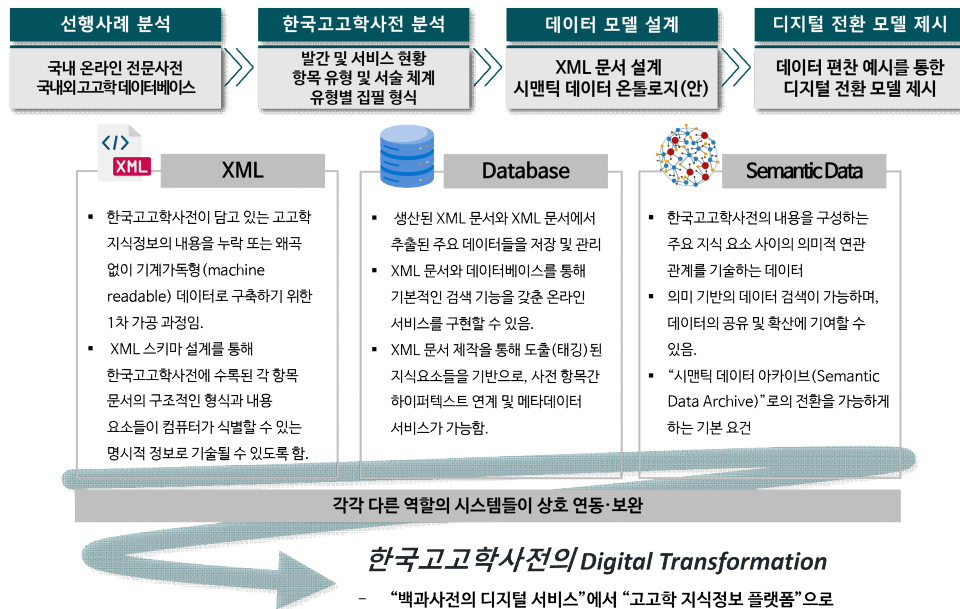 선행사례 분석
국내 온라인 전문사전
국내외 고고학 데이터베이스
한국고고학사전 분석
발간 및 서비스 현황
항목 유형 및 서술 체계
유형별 집필 형식
데이터 모델 설계
XML 문서 설계
시맨틱 데이터 온톨로지(안)
디지털 전환 모델 제시
데이터 편찬 예시를 통한
디지털 전환 모델 제시
</>
XML
XML
▪ 한국고고학사전이 담고 있는 고고학
지식정보의 내용을 누락 또는 왜곡
없이 기계가독형(machine
readable) 데이터로 구축하기 위한
1차 가공 과정임.
▪ XML 스키마 설계를 통해
한국고고학사전에 수록된 각 항목
문서의 구조적인 형식과 내용
요소들이 컴퓨터가 식별할 수 있는
명시적 정보로 기술될 수 있도록 함.
Database
▪ 생산된 XML 문서와 XML 문서에서
추출된 주요 데이터들을 저장 및 관리
▪ XML 문서와 데이터베이스를 통해
기본적인 검색 기능을 갖춘 온라인
서비스를 구현할 수 있음.
▪ XML 문서 제작을 통해 도출(태깅)된
지식요소들을 기반으로, 사전 항목간
하이퍼텍스트 연계 및 메타데이터
서비스가 가능함.
Semantic Data
▪ 한국고고학사전의 내용을 구성하는
주요 지식 요소 사이의 의미적 연관
관계를 기술하는 데이터
▪ 의미 기반의 데이터 검색이 가능하며,
데이터의 공유 및 확산에 기여할 수
있음.
▪ “시맨틱 데이터 아카이브(Semantic
Data Archive)”로의 전환을 가능하게
하는 기본 요건
각각 다른 역할의 시스템들이 상호 연동·보완
한국고고학사전의 Digital Transformation
– “백과사전의 디지털 서비스”에서 “고고학 지식정보 플랫폼”으로